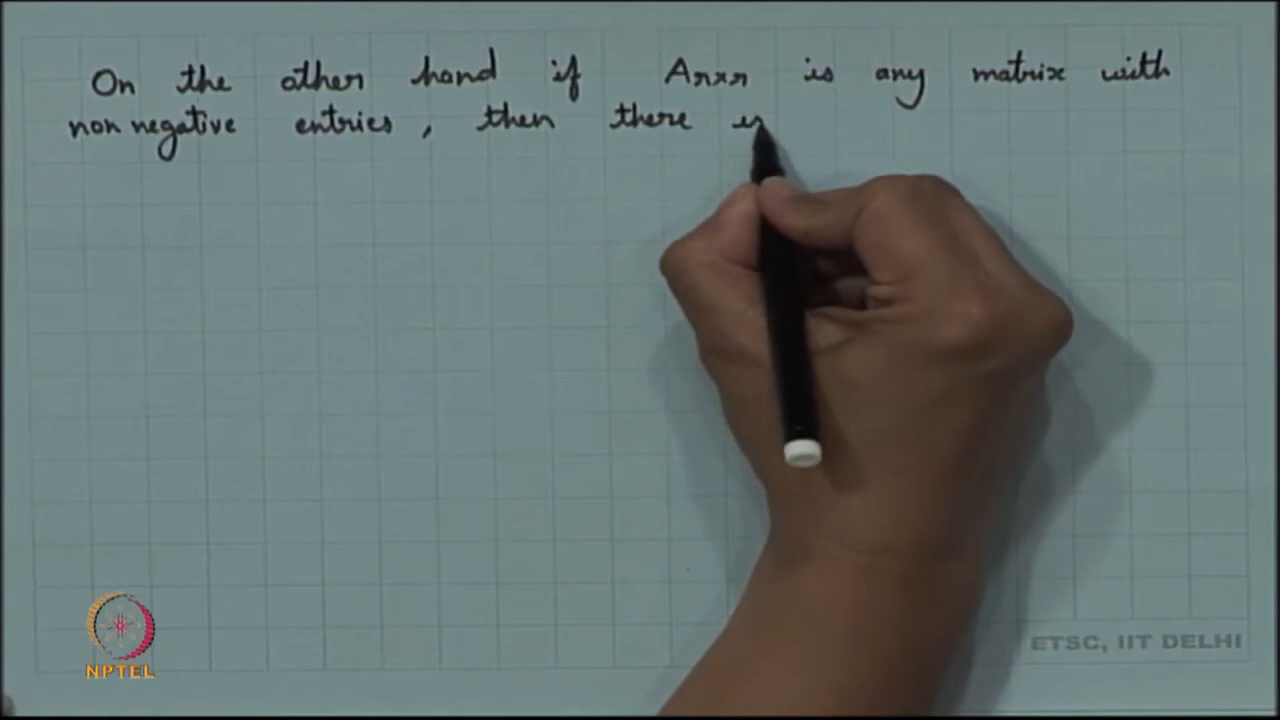 On the other hand if Anxn is any matrix with
non negative entries, then there is
NPTEL
ETSC, IIT DELHI